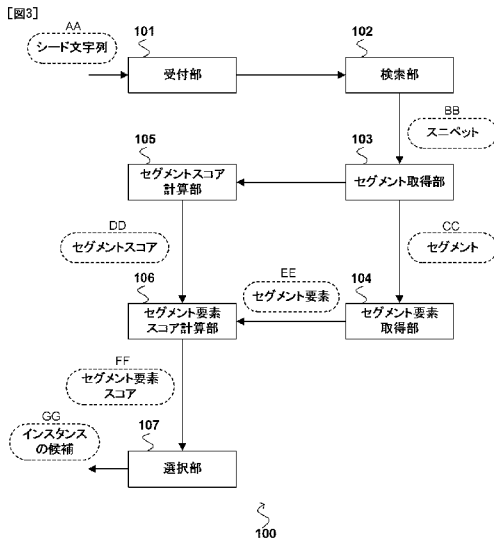 [図3]
AA
シード文字列
101
受付部
102
検索部
BB
スニペット
105
セグメントスコア
計算部
103
セグメント取得部
DD
セグメントスコア
CC
セグメント
106
セグメント要素
スコア計算部
EE
セグメント要素
104
セグメント要素
取得部
FF
セグメント要素
スコア
GG
インスタンス
の候補
107
選択部
100